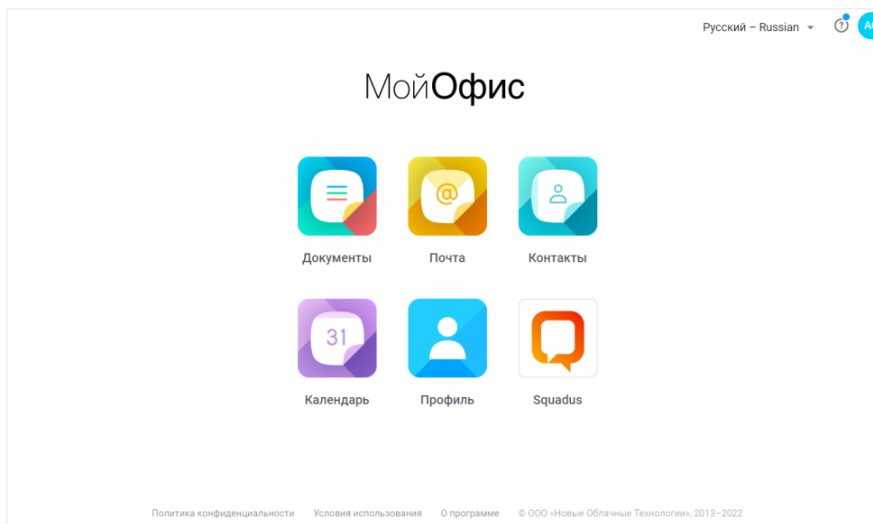 Русский – Russian
МойОфис
@
Документы Почта Контакты
31
Календарь Профиль Squadus
Политика конфиденциальности Условия использования О программе © ООО «Новые Облачные Технологии», 2013–2022